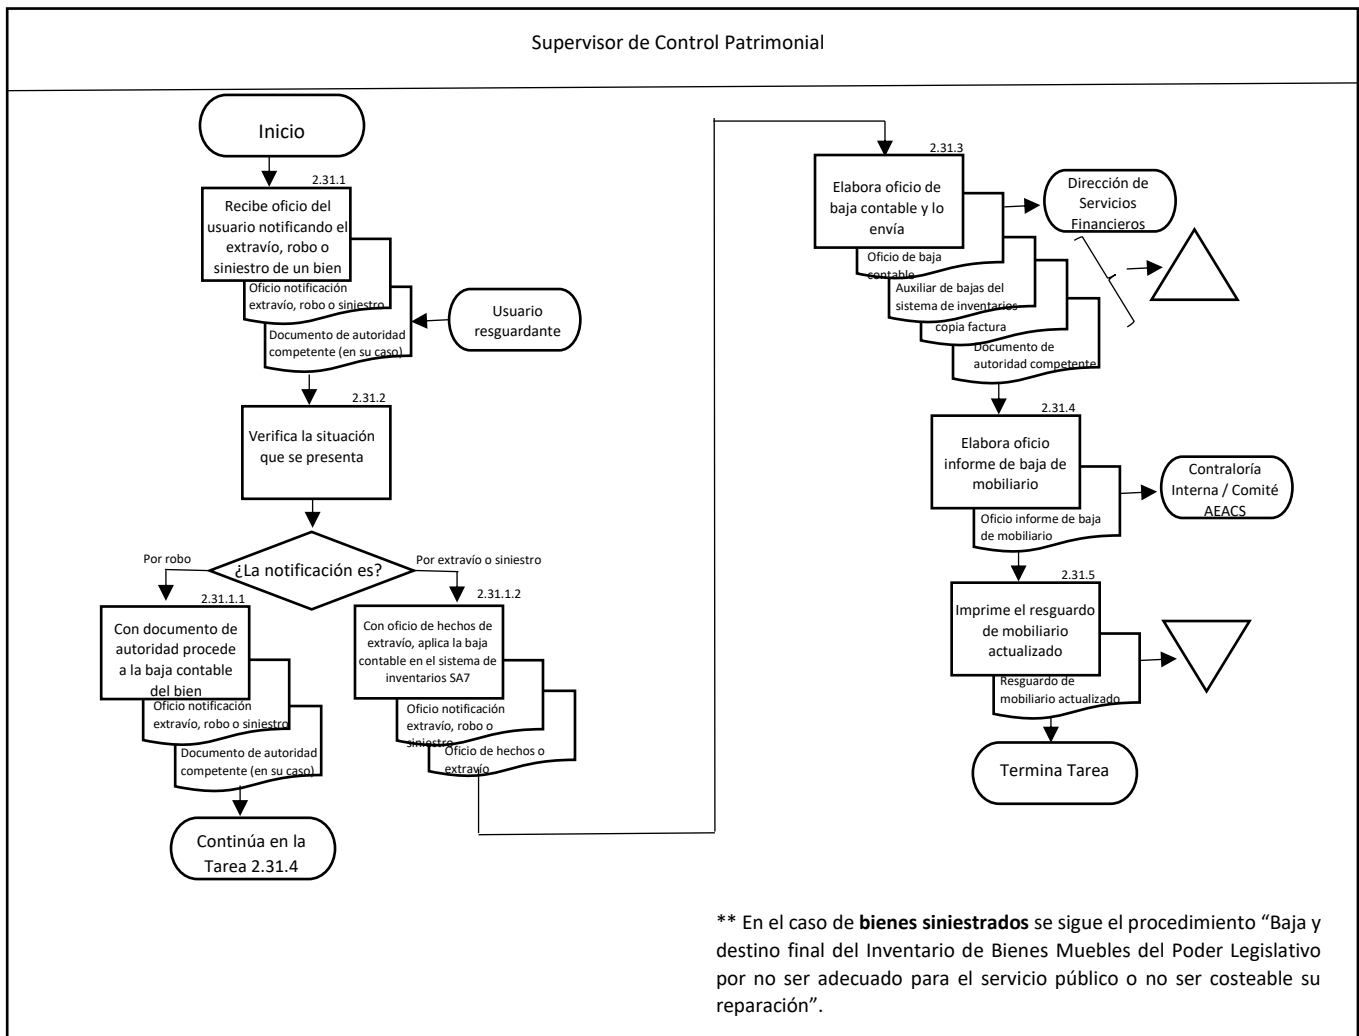 Supervisor de Control Patrimonial
Inicio
2.31.1
Recibe oficio del
usuario notificando el
extravío, robo o
siniestro de un bien
Oficio notificación
extravío, robo o siniestro
Documento de autoridad
competente (en su caso)
Usuario
resguardante
2.31.2
Verifica la situación
que se presenta
¿La notificación es?
Por robo
Por extravío o siniestro
2.31.1.1
Con documento de
autoridad procede
a la baja contable
del bien
Oficio notificación
extravío, robo o siniestro
Documento de autoridad
competente (en su caso)
Continúa en la
Tarea 2.31.4
2.31.1.2
Con oficio de hechos de
extravío, aplica la baja
contable en el sistema de
inventarios SA7
Oficio notificación
extravío, robo o
siniestro
Oficio de hechos o
extravío
2.31.3
Elabora oficio de
baja contable y lo
envía
Oficio de baja
contable
Auxiliar de bajas del
sistema de inventarios
copia factura
Documento de
autoridad competente
Dirección de
Servicios
Financieros
2.31.4
Elabora oficio
informe de baja de
mobiliario
Oficio informe de baja
de mobiliario
Contraloría
Interna / Comité
AEACS
2.31.5
Imprime el resguardo
de mobiliario
actualizado
Resguardo de
mobiliario actualizado
Termina Tarea
** En el caso de bienes siniestrados se sigue el procedimiento “Baja y
destino final del Inventario de Bienes Muebles del Poder Legislativo
por no ser adecuado para el servicio público o no ser costeable su
reparación”.